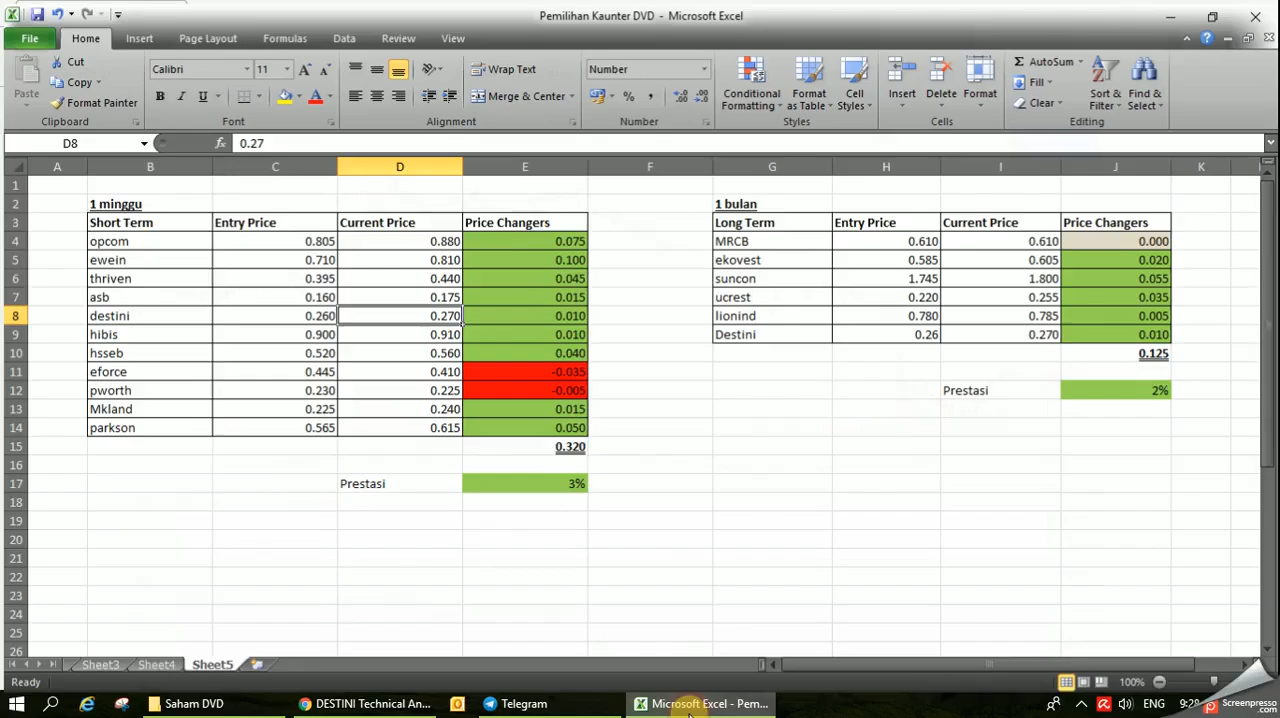 Pemilihan Kaunter DVD - Microsoft Excel
File Home Insert Page Layout Formulas Data Review View
Paste Cut Copy Format Painter Clipboard
Calibri 11 A A B I U A Font
Wrap Text Merge & Center Alignment
Number % , Number
Conditional Formatting Format as Table Cell Styles Styles
Insert Delete Format Cells
AutoSum Fill Clear Sort & Filter Find & Select Editing
D8 fx 0.27
A B C D E F G H I J K
1
2 1 minggu 1 bulan
3 Short Term Entry Price Current Price Price Changers Long Term Entry Price Current Price Price Changers
4 opcom 0.805 0.880 0.075 MRCB 0.610 0.610 0.000
5 ewein 0.710 0.810 0.100 ekovest 0.585 0.605 0.020
6 thriven 0.395 0.440 0.045 suncon 1.745 1.800 0.055
7 asb 0.160 0.175 0.015 ucrest 0.220 0.255 0.035
8 destini 0.260 0.270 0.010 lionind 0.780 0.785 0.005
9 hibis 0.900 0.910 0.010 Destini 0.26 0.270 0.010
10 hsseb 0.520 0.560 0.040 0.125
11 eforce 0.445 0.410 -0.035
12 pworth 0.230 0.225 -0.005 Prestasi 2%
13 Mkland 0.225 0.240 0.015
14 parkson 0.565 0.615 0.050
15 0.320
16
17 Prestasi 3%
18
19
20
21
22
23
24
25
26
Sheet3 Sheet4 Sheet5
Ready 100%
Saham DVD DESTINI Technical An... Telegram Microsoft Excel - Pem... 
Screenpresso.com